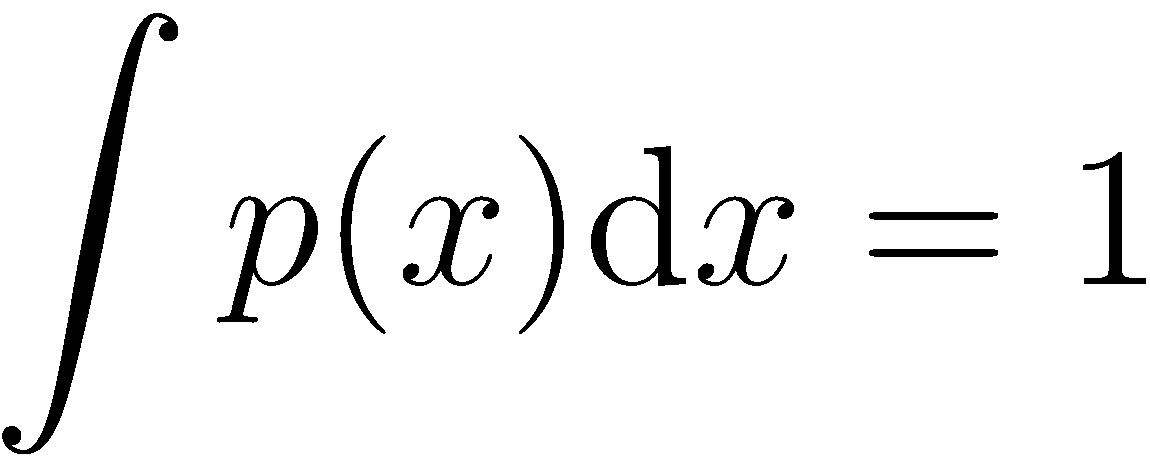 ∫ p(x)dx = 1